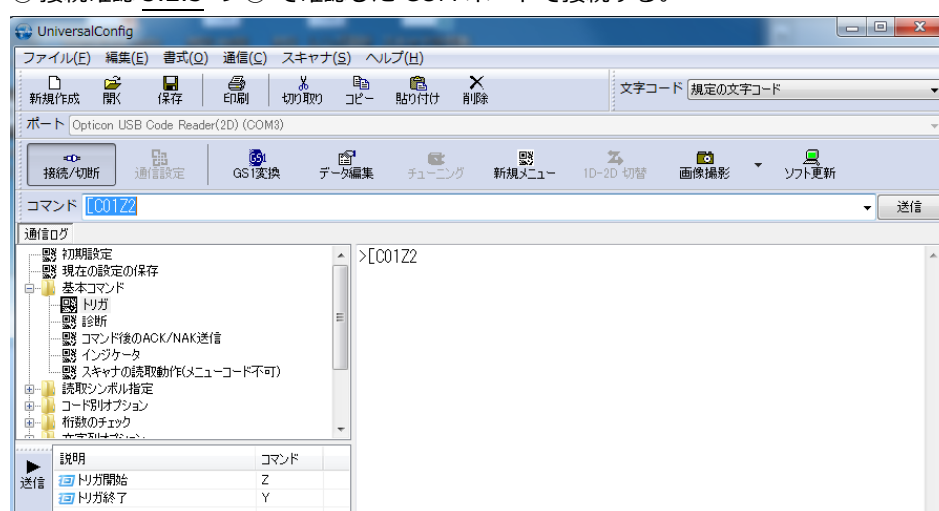 UniversalConfig
ファイル(F) 編集(E) 書式(O) 通信(C) スキャナ(S) ヘルプ(H)
新規作成 開く 保存 印刷 切り取り コピー 貼り付け 削除 文字コード 規定の文字コード
ポート Opticon USB Code Reader(2D) (COM3)
接続/切断 通信設定 GS1変換 データ編集 チューニング 新規メニュー 1D-2D 切替 画像撮影 ソフト更新
コマンド [C01Z2 送信
通信ログ
初期設定
現在の設定の保存
基本コマンド
トリガ
診断
コマンド後のACK/NAK送信
インジケータ
スキャナの読取動作(メニューコード不可)
読取シンボル指定
コード別オプション
桁数のチェック
>[C01Z2
送信
説明 コマンド
トリガ開始 Z
トリガ終了 Y